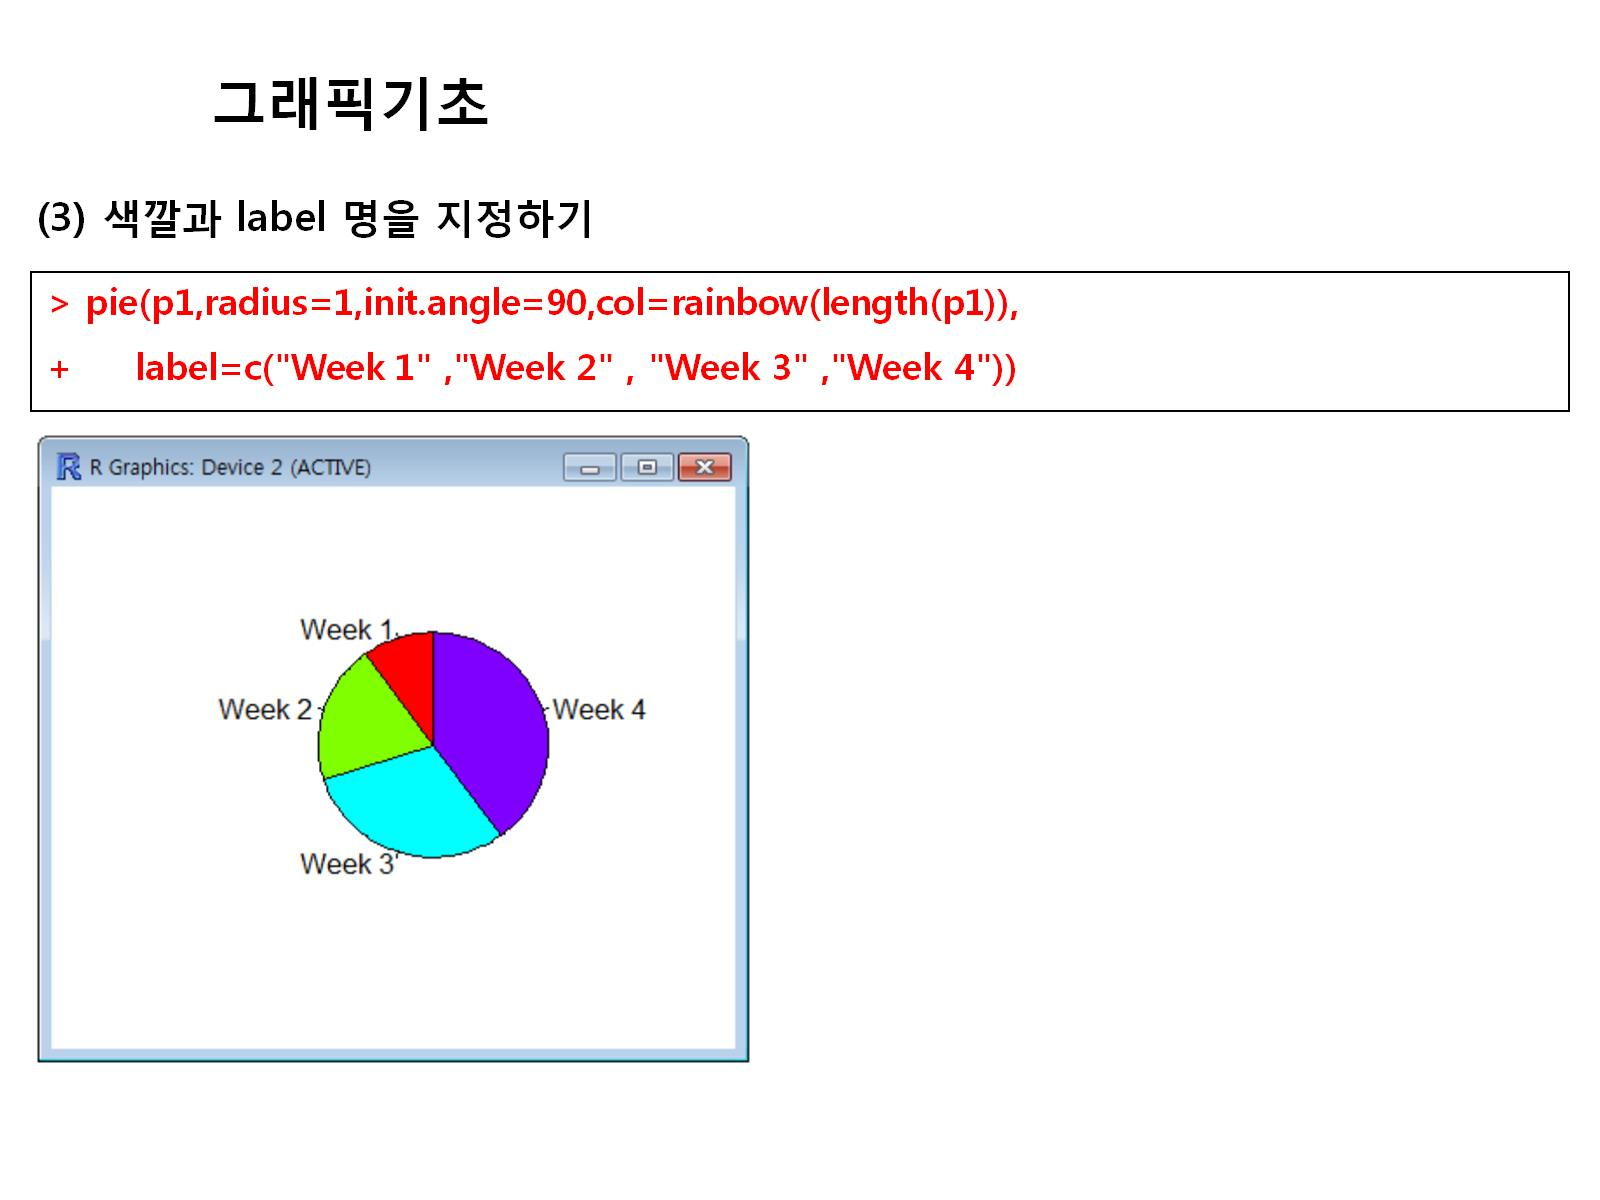 그래픽기초
(3) 색깔과 label 명을 지정하기
> pie(p1,radius=1,init.angle=90,col=rainbow(length(p1)),
+ label=c("Week 1" ,"Week 2" , "Week 3" ,"Week 4"))
R Graphics: Device 2 (ACTIVE)
Week 1
Week 2
Week 4
Week 3